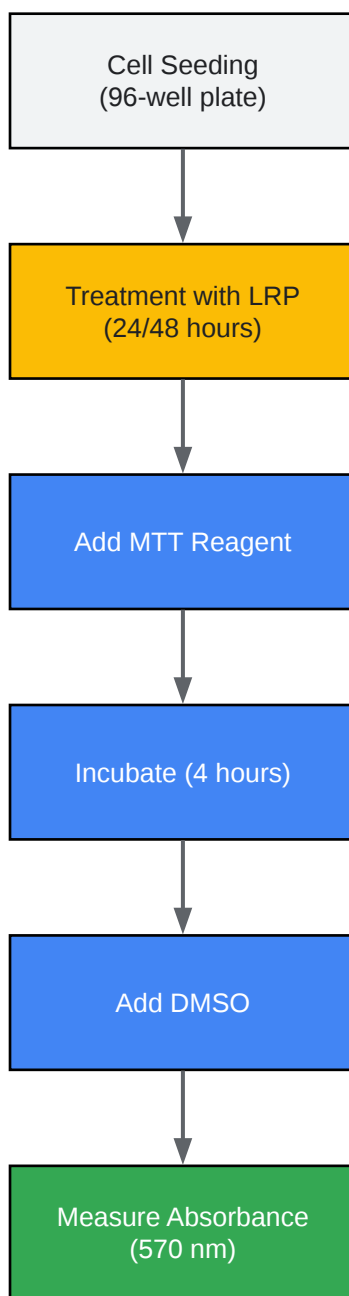 Cell Seeding
(96-well plate)
Treatment with LRP
(24/48 hours)
Add MTT Reagent
Incubate (4 hours)
Add DMSO
Measure Absorbance
(570 nm)